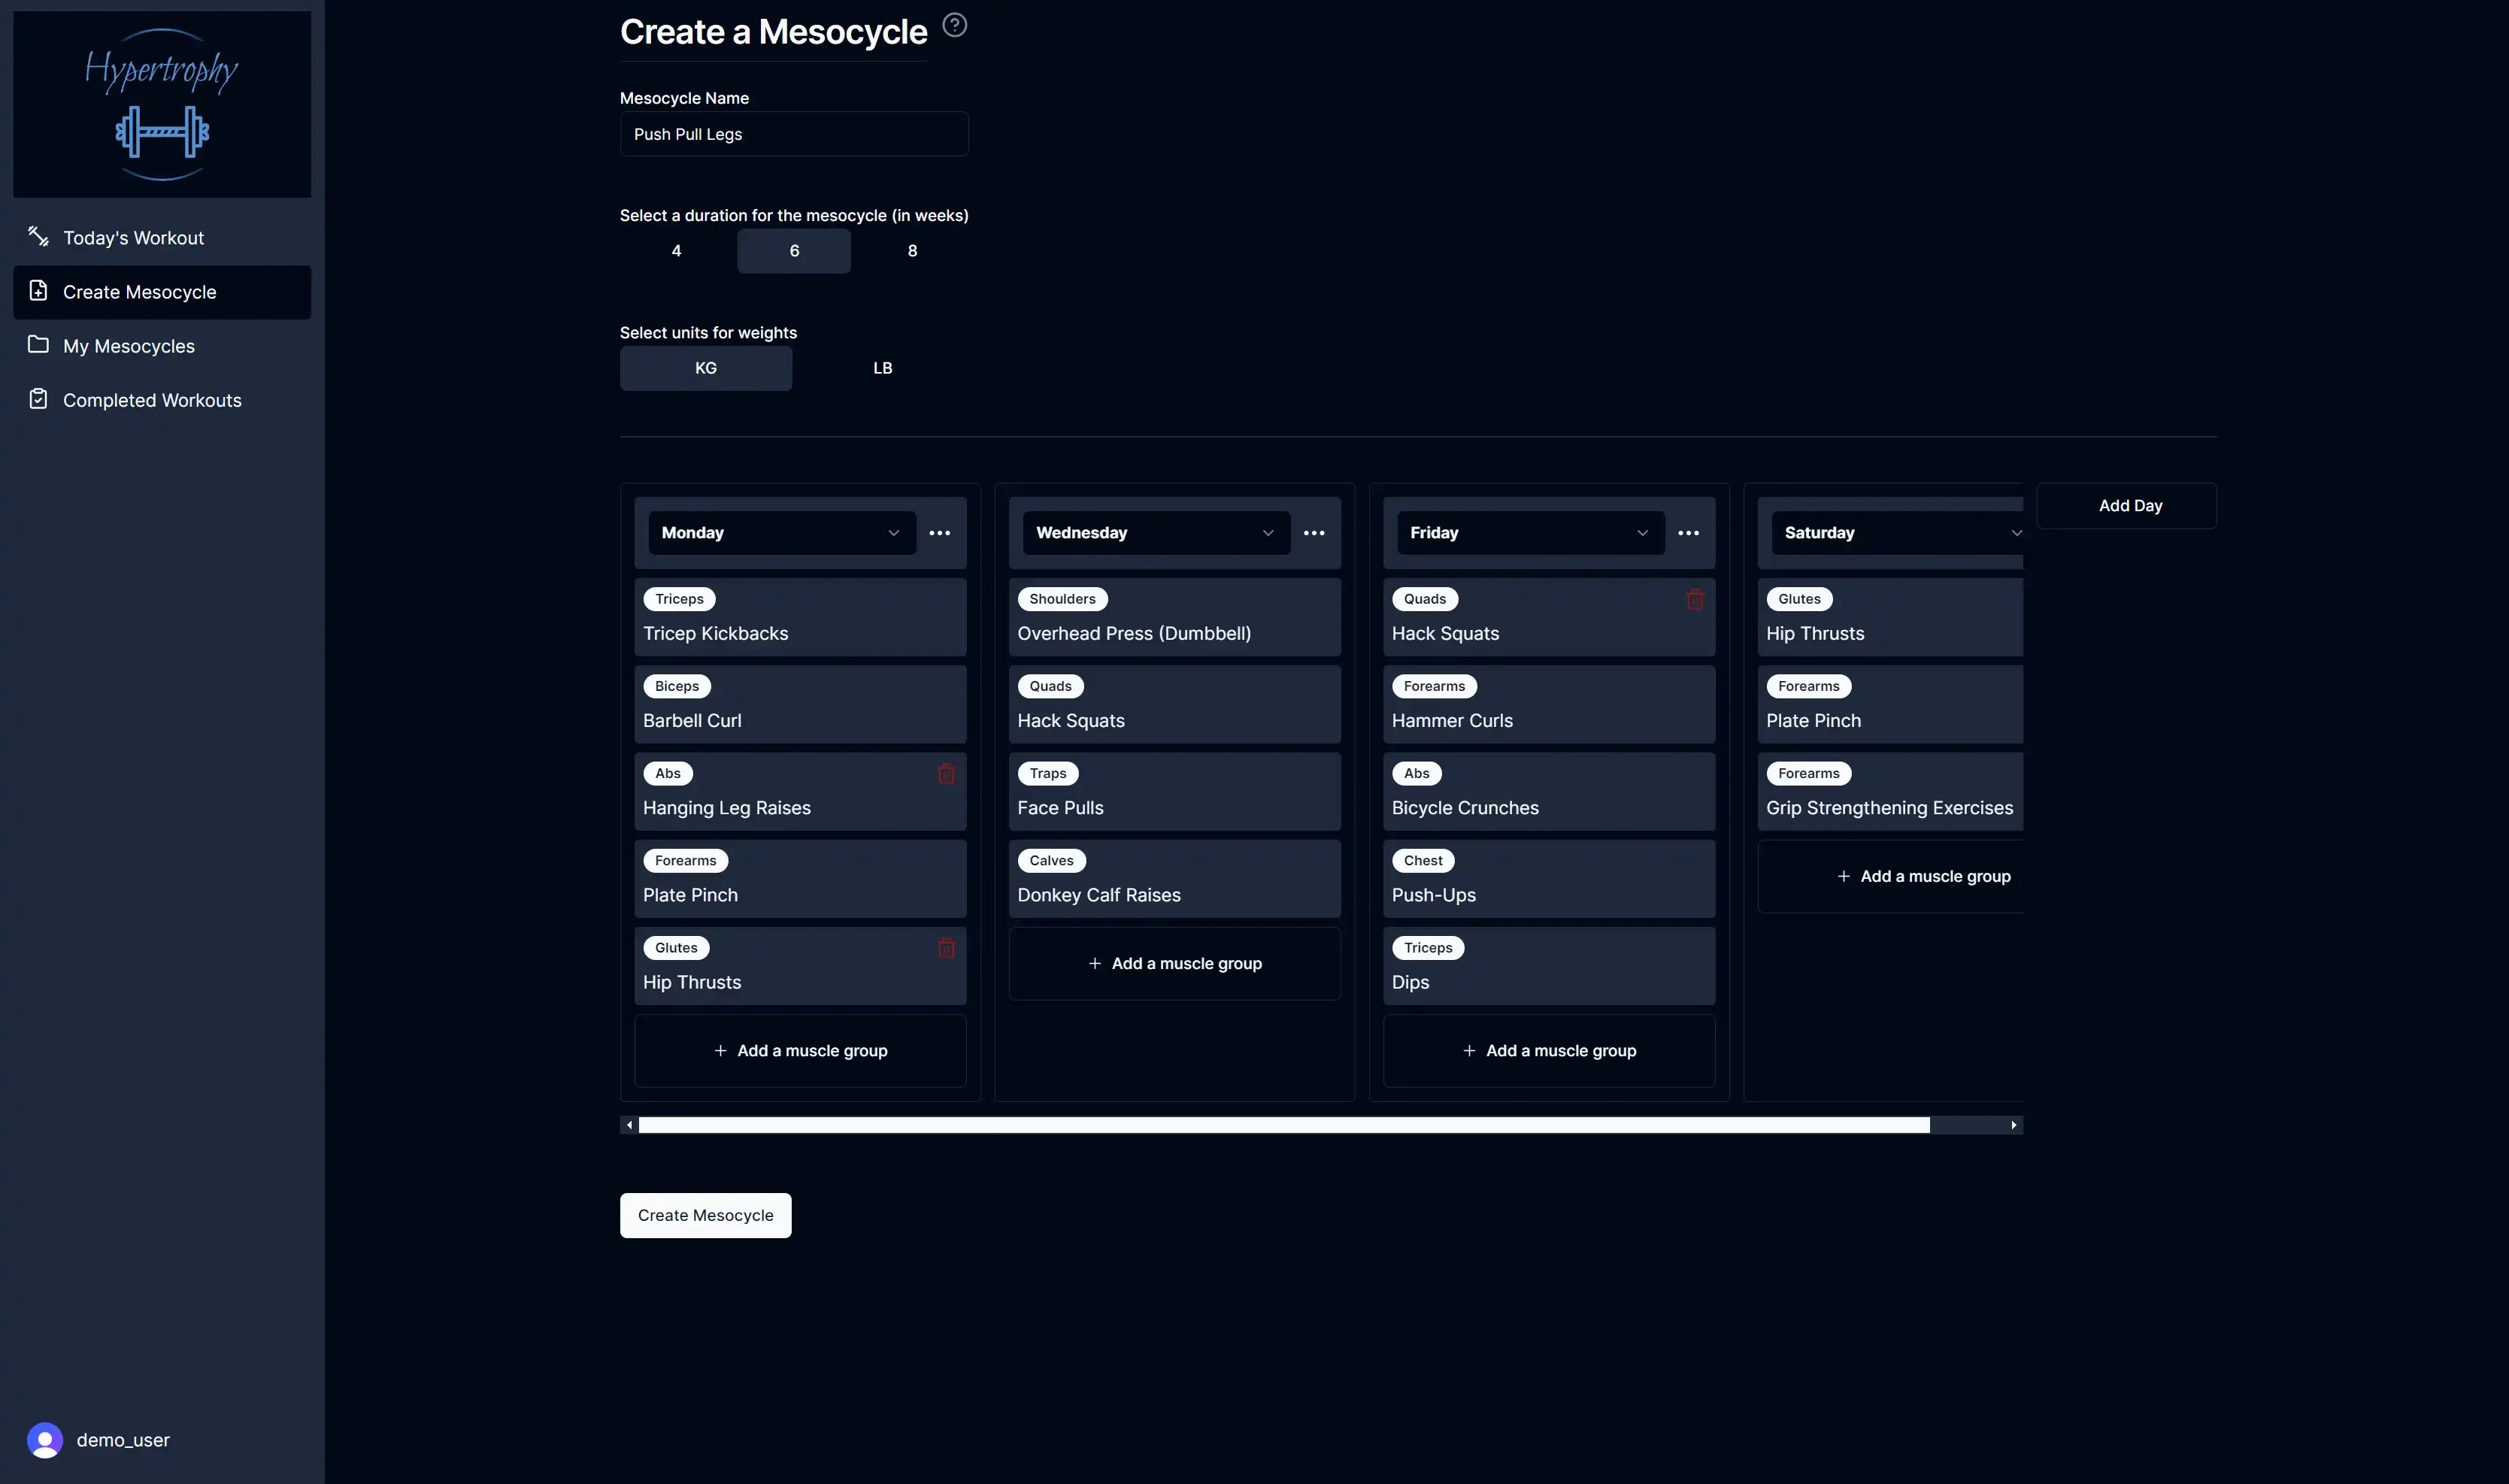 Hypertrophy
Today's Workout
Create Mesocycle
My Mesocycles
Completed Workouts
demo_user
Create a Mesocycle
?
Mesocycle Name
Push Pull Legs
Select a duration for the mesocycle (in weeks)
4 6 8
Select units for weights
KG LB
Monday
Triceps
Tricep Kickbacks
Biceps
Barbell Curl
Abs
Hanging Leg Raises
Forearms
Plate Pinch
Glutes
Hip Thrusts
+ Add a muscle group
Wednesday
Shoulders
Overhead Press (Dumbbell)
Quads
Hack Squats
Traps
Face Pulls
Calves
Donkey Calf Raises
+ Add a muscle group
Friday
Quads
Hack Squats
Forearms
Hammer Curls
Abs
Bicycle Crunches
Chest
Push-Ups
Triceps
Dips
+ Add a muscle group
Saturday
Glutes
Hip Thrusts
Forearms
Plate Pinch
Forearms
Grip Strengthening Exercises
+ Add a muscle group
Add Day
Create Mesocycle